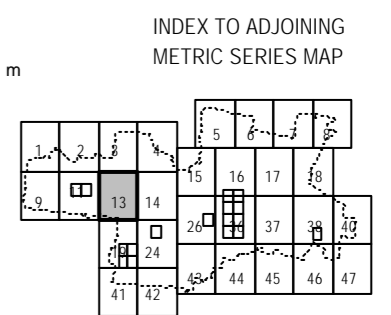 INDEX TO ADJOINING
METRIC SERIES MAP
m
5 6 7 8
1 2 3 4
15 16 17 18
9 11 13 14
26 36 37 38 40
19 24
43 44 45 46 47
41 42